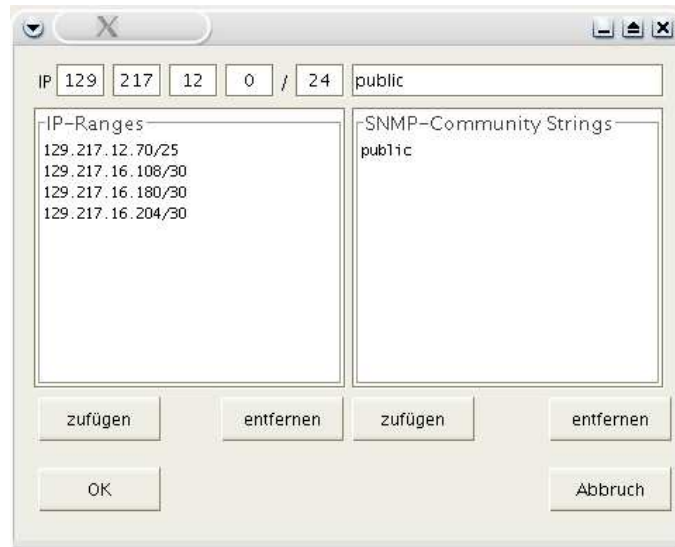 X
IP 129 217 12 0 / 24 public
IP-Ranges
129.217.12.70/25
129.217.16.108/30
129.217.16.180/30
129.217.16.204/30
SNMP-Community Strings
public
zufügen entfernen zufügen entfernen
OK Abbruch